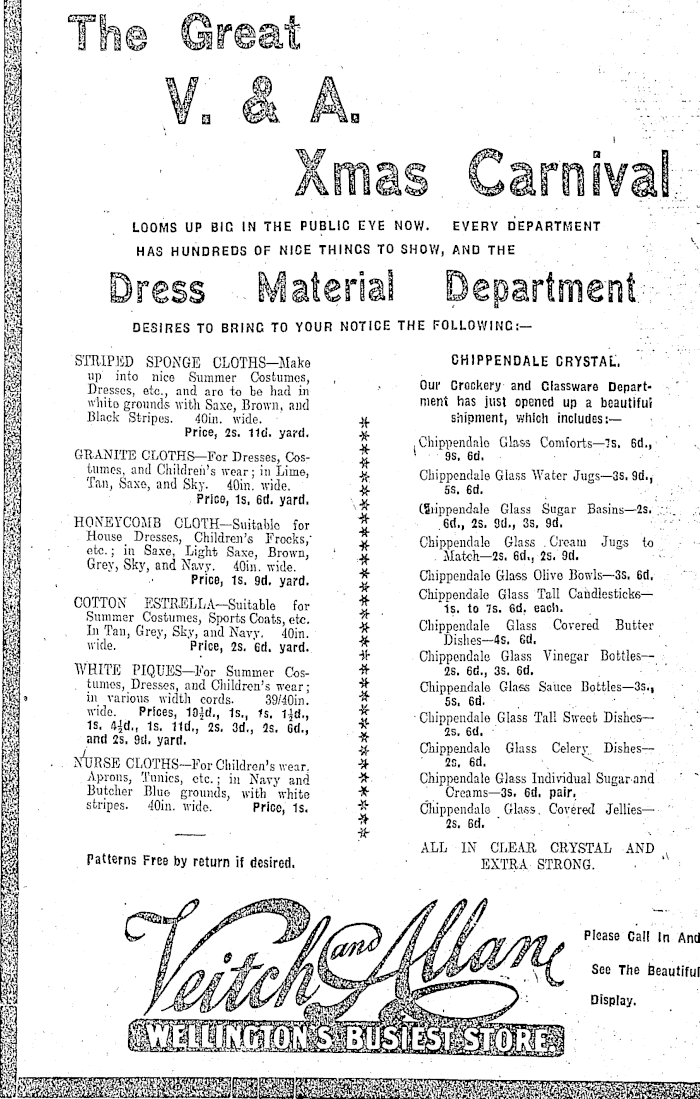 The Great
V. & A.
Xmas Carnival
LOOMS UP BIG IN THE PUBLIC EYE NOW. EVERY DEPARTMENT
HAS HUNDREDS OF NICE THINGS TO SHOW, AND THE
Dress Material Department
DESIRES TO BRING TO YOUR NOTICE THE FOLLOWING:—
STRIPED SPONGE CLOTHS—Make
up into nice Summer Costumes,
Dresses, etc., and are to be had in
white grounds with Saxe, Brown, and
Black Stripes. 40in. wide.
Price, 2s. 11d. yard.
GRANITE CLOTHS—For Dresses, Cos-
tumes, and Children's wear; in Lime,
Tan, Saxe, and Sky. 40in. wide.
Price, 1s. 6d. yard.
HONEYCOMB CLOTH—Suitable for
House Dresses, Children's Frocks,
etc.; in Saxe, Light Saxe, Brown,
Grey, Sky, and Navy. 40in. wide.
Price, 1s. 9d. yard.
COTTON ESTRELLA—Suitable for
Summer Costumes, Sports Coats, etc.
In Tan, Grey, Sky, and Navy. 40in.
wide. Price, 2s. 6d. yard.
WHITE PIQUES—For Summer Cos-
tumes, Dresses, and Children's wear;
in various width cords. 39/40in.
wide. Prices, 10½d., 1s., 1s. 1½d.,
1s. 4½d., 1s. 11d., 2s. 3d., 2s. 6d.,
and 2s. 9d. yard.
NURSE CLOTHS—For Children's wear.
Aprons, Tunics, etc.; in Navy and
Butcher Blue grounds, with white
stripes. 40in. wide. Price, 1s.
Patterns Free by return if desired.
CHIPPENDALE CRYSTAL.
Our Crockery and Glassware Depart-
ment has just opened up a beautiful
shipment, which includes:—
Chippendale Glass Comforts—7s. 6d.,
9s. 6d.
Chippendale Glass Water Jugs—3s. 9d.,
5s. 6d.
Chippendale Glass Sugar Basins—2s.
6d., 2s. 9d., 3s. 9d.
Chippendale Glass Cream Jugs to
Match—2s. 6d., 2s. 9d.
Chippendale Glass Olive Bowls—3s. 6d.
Chippendale Glass Tall Candlesticks—
1s. to 7s. 6d. each.
Chippendale Glass Covered Butter
Dishes—4s. 6d.
Chippendale Glass Vinegar Bottles—
2s. 6d., 3s. 6d.
Chippendale Glass Sauce Bottles—3s.,
5s. 6d.
Chippendale Glass Tall Sweet Dishes—
2s. 6d.
Chippendale Glass Celery Dishes—
2s. 6d.
Chippendale Glass Individual Sugar and
Creams—3s. 6d. pair.
Chippendale Glass Covered Jellies—
2s. 6d.
ALL IN CLEAR CRYSTAL AND
EXTRA STRONG.
Veitch and Allan
WELLINGTON'S BUSIEST STORE.
Please Call In And
See The Beautiful
Display.